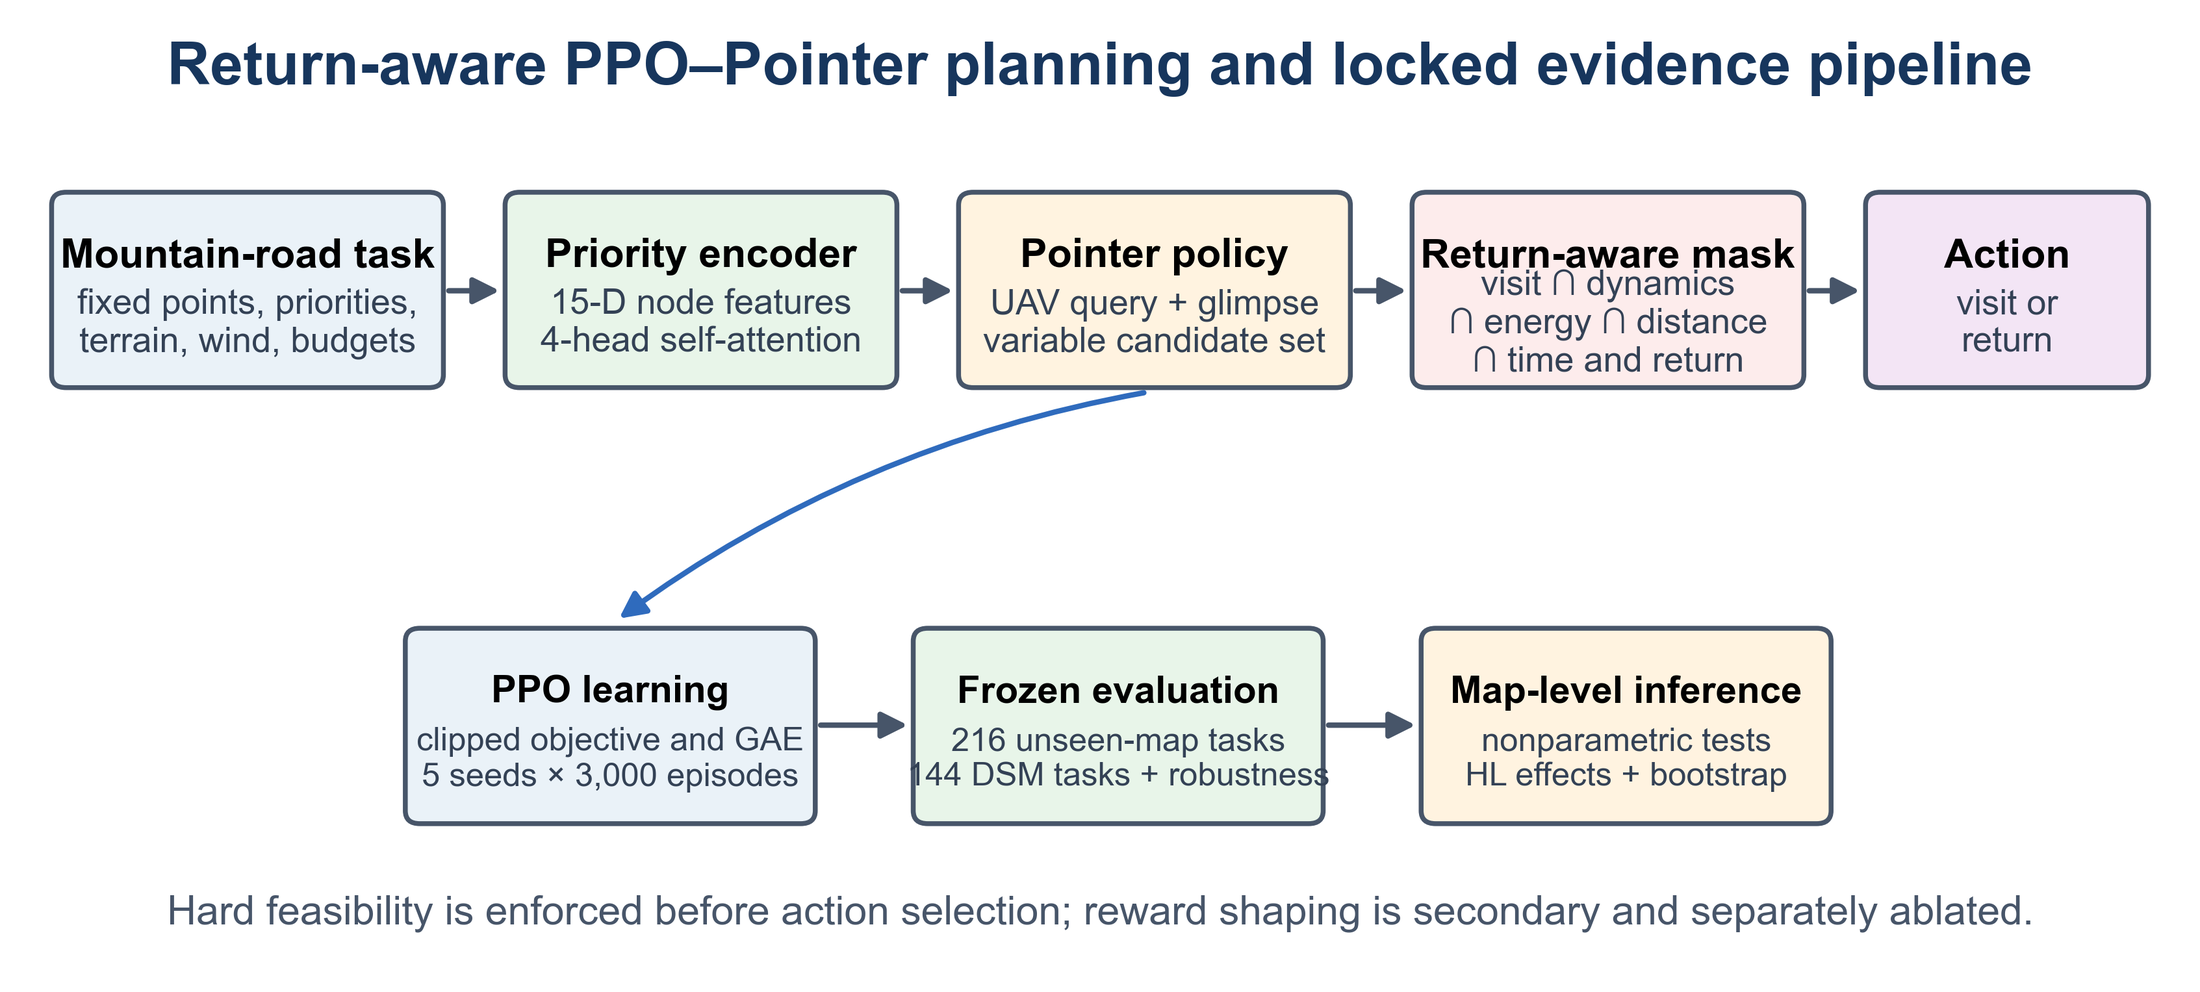 Return-aware PPO–Pointer planning and locked evidence pipeline
Mountain-road task
fixed points, priorities,
terrain, wind, budgets
Priority encoder
15-D node features
4-head self-attention
Pointer policy
UAV query + glimpse
variable candidate set
Return-aware mask
visit ∩ dynamics
∩ energy ∩ distance
∩ time and return
Action
visit or
return
PPO learning
clipped objective and GAE
5 seeds × 3,000 episodes
Frozen evaluation
216 unseen-map tasks
144 DSM tasks + robustness
Map-level inference
nonparametric tests
HL effects + bootstrap
Hard feasibility is enforced before action selection; reward shaping is secondary and separately ablated.